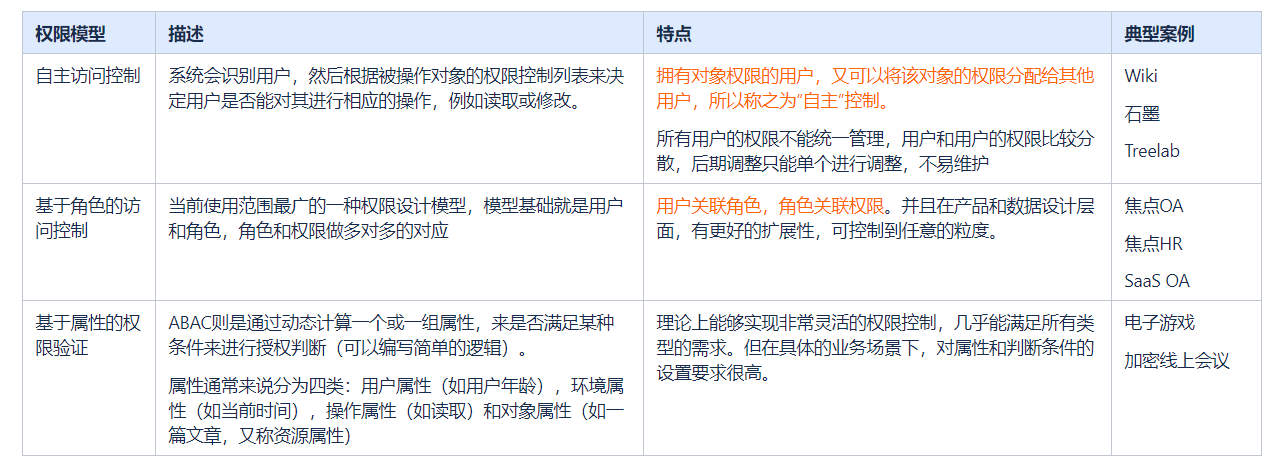 权限模型
描述
特点
典型案例
自主访问控制
系统会识别用户，然后根据被操作对象的权限控制列表来决
定用户是否能对其进行相应的操作，例如读取或修改。
拥有对象权限的用户，又可以将该对象的权限分配给其他
用户，所以称之为“自主”控制。
所有用户的权限不能统一管理，用户和用户的权限比较分
散，后期调整只能单个进行调整，不易维护
Wiki
石墨
Treelab
基于角色的访
问控制
当前使用范围最广的一种权限设计模型，模型基础就是用户
和角色，角色和权限做多对多的对应
用户关联角色，角色关联权限。并且在产品和数据设计层
面，有更好的扩展性，可控制到任意的粒度。
焦点OA
焦点HR
SaaS OA
基于属性的权
限验证
ABAC则是通过动态计算一个或一组属性，来是否满足某种
条件来进行授权判断（可以编写简单的逻辑）。
属性通常来说分为四类：用户属性（如用户年龄），环境属
性（如当前时间），操作属性（如读取）和对象属性（如一
篇文章，又称资源属性）
理论上能够实现非常灵活的权限控制，几乎能满足所有类
型的需求。但在具体的业务场景下，对属性和判断条件的
设置要求很高。
电子游戏
加密线上会议